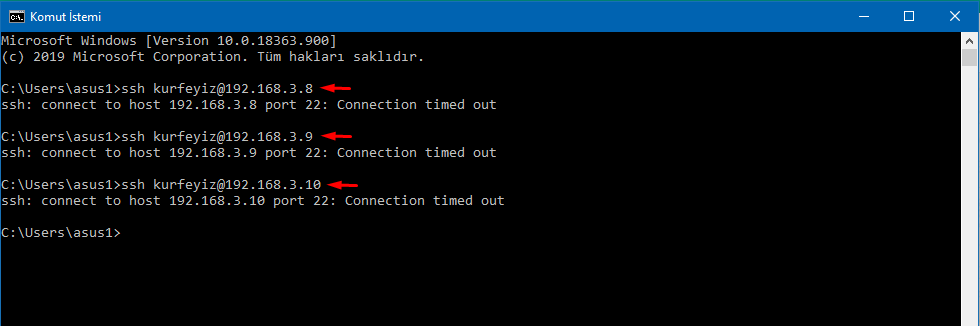 Komut İstemi
Microsoft Windows [Version 10.0.18363.900]
(c) 2019 Microsoft Corporation. Tüm hakları saklıdır.
C:\Users\asus1>ssh kurfeyiz@192.168.3.8
ssh: connect to host 192.168.3.8 port 22: Connection timed out
C:\Users\asus1>ssh kurfeyiz@192.168.3.9
ssh: connect to host 192.168.3.9 port 22: Connection timed out
C:\Users\asus1>ssh kurfeyiz@192.168.3.10
ssh: connect to host 192.168.3.10 port 22: Connection timed out
C:\Users\asus1>